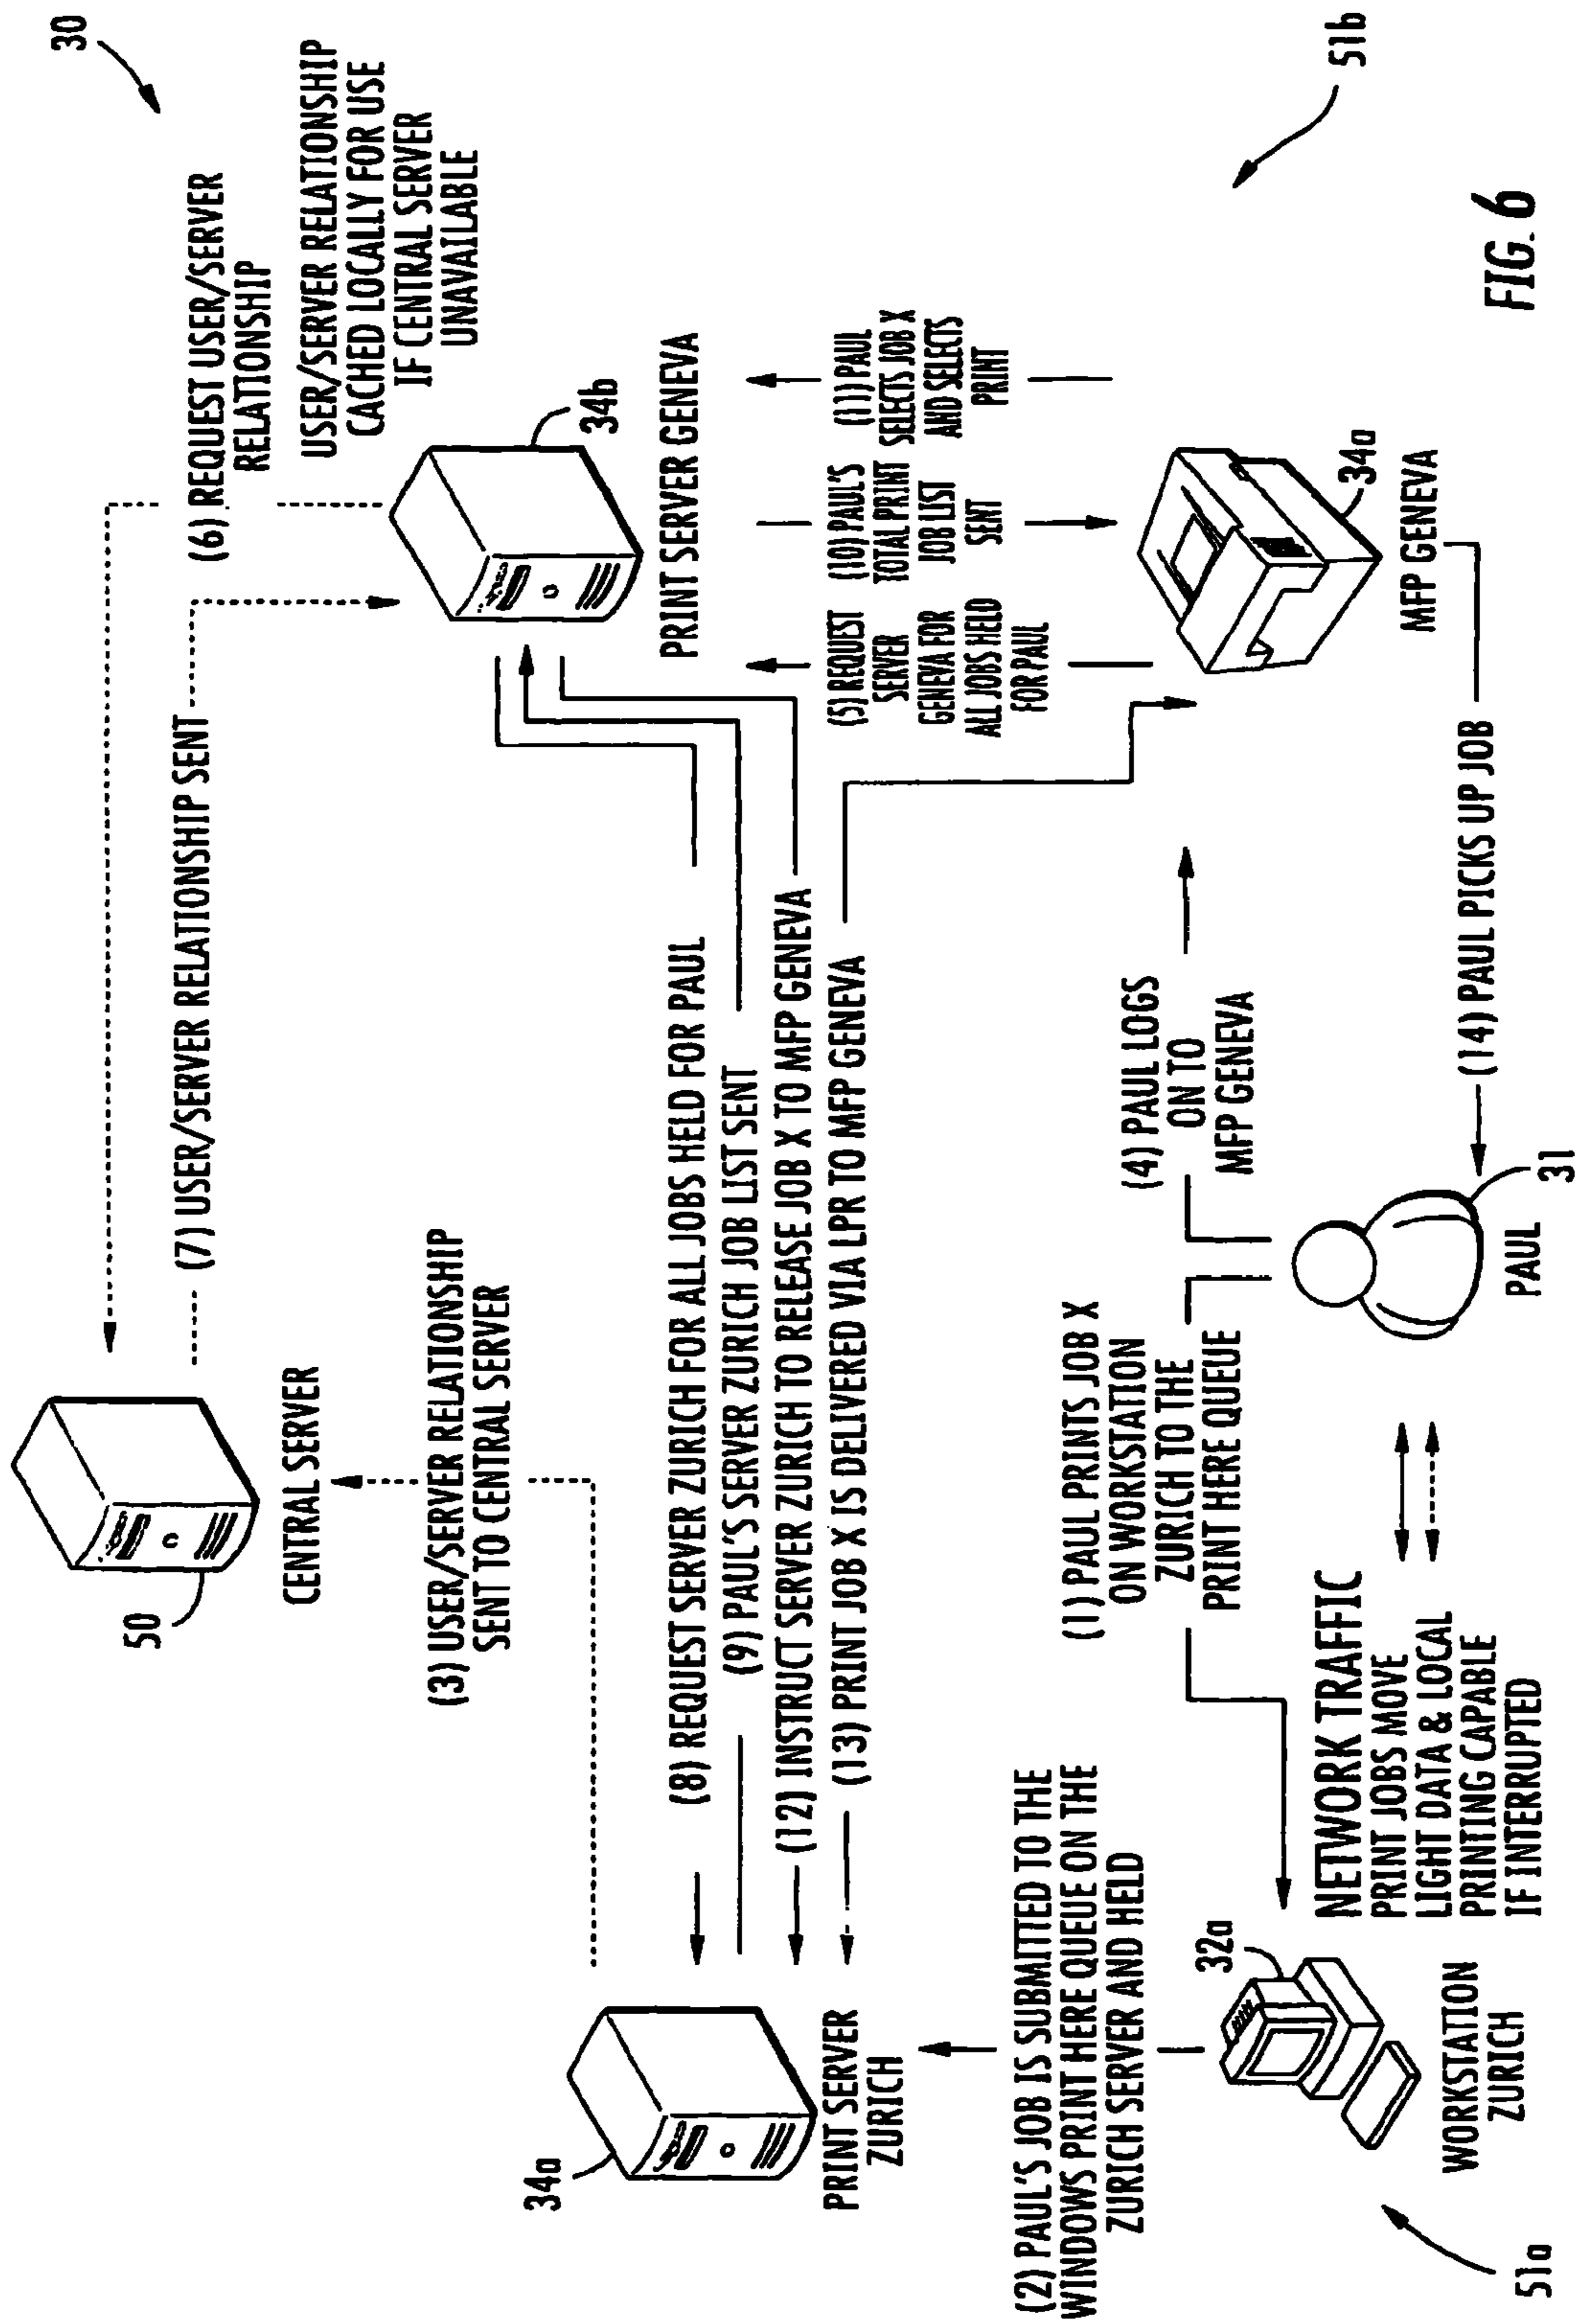 30
50
CENTRAL SERVER
(6) REQUEST USER/SERVER
RELATIONSHIP
(7) USER/SERVER RELATIONSHIP SENT
USER/SERVER RELATIONSHIP
CACHED LOCALLY FOR USE
IF CENTRAL SERVER
UNAVAILABLE
(3) USER/SERVER RELATIONSHIP
SENT TO CENTRAL SERVER
34b
PRINT SERVER GENEVA
34a
PRINT SERVER
ZURICH
(8) REQUEST SERVER ZURICH FOR ALL JOBS HELD FOR PAUL
(9) PAUL'S SERVER ZURICH JOB LIST SENT
(12) INSTRUCT SERVER ZURICH TO RELEASE JOB X TO MFP GENEVA
(13) PRINT JOB X IS DELIVERED VIA LPR TO MFP GENEVA
(5) REQUEST
SERVER
GENEVA FOR
ALL JOBS HELD
FOR PAUL
(10) PAUL'S
TOTAL PRINT
JOB LIST
SENT
(11) PAUL
SELECTS JOB X
AND SELECTS
PRINT
(2) PAUL'S JOB IS SUBMITTED TO THE
WINDOWS PRINT HERE QUEUE ON THE
ZURICH SERVER AND HELD
(1) PAUL PRINTS JOB X
ON WORKSTATION
ZURICH TO THE
PRINT HERE QUEUE
(4) PAUL LOGS
ON TO
MFP GENEVA
34a
MFP GENEVA
51b
32a
WORKSTATION
ZURICH
NETWORK TRAFFIC
PRINT JOBS MOVE
LIGHT DATA & LOCAL
PRINTING CAPABLE
IF INTERRUPTED
PAUL
31
(14) PAUL PICKS UP JOB
51a
FIG. 6